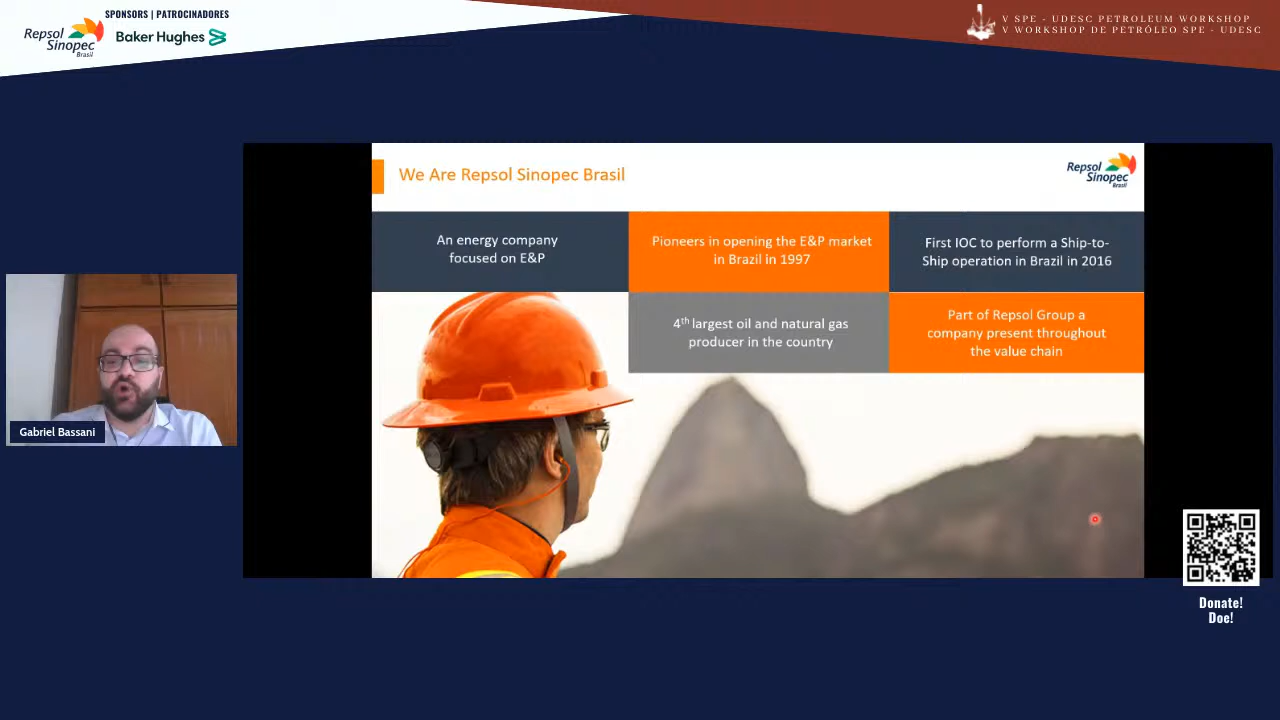 SPONSORS | PATROCINADORES
Repsol
Sinopec
Brasil
Baker Hughes
V SPE - UDESC PETROLEUM WORKSHOP
V WORKSHOP DE PETRÓLEO SPE - UDESC
We Are Repsol Sinopec Brasil
Repsol
Sinopec
Brasil
An energy company
focused on E&P
Pioneers in opening the E&P market
in Brazil in 1997
First IOC to perform a Ship-to-
Ship operation in Brazil in 2016
4th largest oil and natural gas
producer in the country
Part of Repsol Group a
company present throughout
the value chain
Gabriel Bassani
Donate!
Doe!